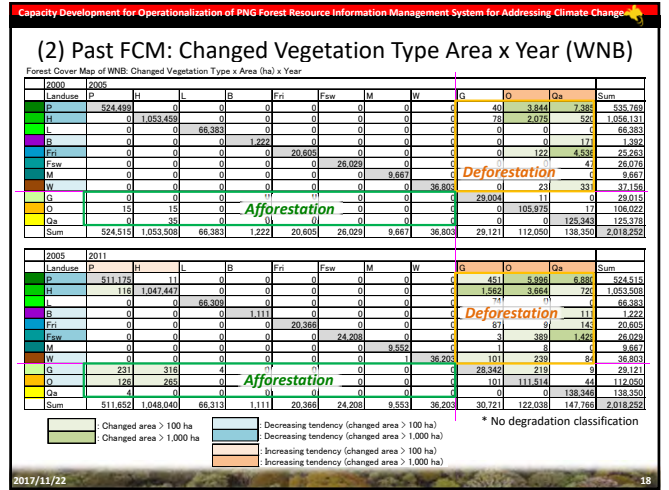 Capacity Development for Operationalization of PNG Forest Resource Information Management System for Addressing Climate Change
(2) Past FCM: Changed Vegetation Type Area x Year (WNB)
Forest Cover Map of WNB: Changed Vegetation Type x Area (ha) x Year
2000 2005
Landuse P H L B Fri Fsw M W G O Qa Sum
P 524,499 0 0 0 0 0 0 0 40 3,844 7,385 535,769
H 0 1,053,459 0 0 0 0 0 0 78 2,075 520 1,056,131
L 0 0 66,383 0 0 0 0 0 0 0 0 66,383
B 0 0 0 1,222 0 0 0 0 0 0 171 1,392
Fri 0 0 0 0 20,605 0 0 0 0 122 4,536 25,263
Fsw 0 0 0 0 0 26,029 0 0 47 26,076
M 0 0 0 0 0 0 9,667 0 9,667
W 0 0 0 0 0 0 0 36,803 0 23 331 37,156
Deforestation
G 0 0 0 0 0 0 0 0 29,004 11 0 29,015
O 15 15 0 0 0 0 0 105,975 17 106,022
Qa 0 35 0 0 0 0 0 0 0 0 125,343 125,378
Afforestation
Sum 524,515 1,053,508 66,383 1,222 20,605 26,029 9,667 36,803 29,121 112,050 138,350 2,018,252
2005 2011
Landuse P H L B Fri Fsw M W G O Qa Sum
P 511,175 11 0 0 0 0 0 0 451 5,996 6,880 524,515
H 116 1,047,447 0 0 0 0 0 0 1,562 3,664 720 1,053,508
L 0 0 66,309 0 0 0 0 0 74 0 0 66,383
B 0 0 0 1,111 0 0 0 0 111 1,222
Deforestation
Fri 0 0 0 0 20,366 0 0 0 87 9 143 20,605
Fsw 0 0 0 0 0 24,208 0 0 3 389 1,429 26,029
M 0 0 0 0 0 0 9,552 0 1 8 0 9,667
W 0 0 0 0 0 0 1 36,203 101 239 84 36,803
G 231 316 4 0 0 0 0 0 28,342 219 9 29,121
O 126 265 0 0 0 0 0 101 111,514 44 112,050
Afforestation
Qa 4 0 0 0 0 0 0 0 0 0 138,346 138,350
Sum 511,652 1,048,040 66,313 1,111 20,366 24,208 9,553 36,203 30,721 122,038 147,766 2,018,252
: Changed area > 100 ha
: Changed area > 1,000 ha
: Decreasing tendency (changed area > 100 ha)
: Decreasing tendency (changed area > 1,000 ha)
: Increasing tendency (changed area > 100 ha)
: Increasing tendency (changed area > 1,000 ha)
* No degradation classification
2017/11/22
18